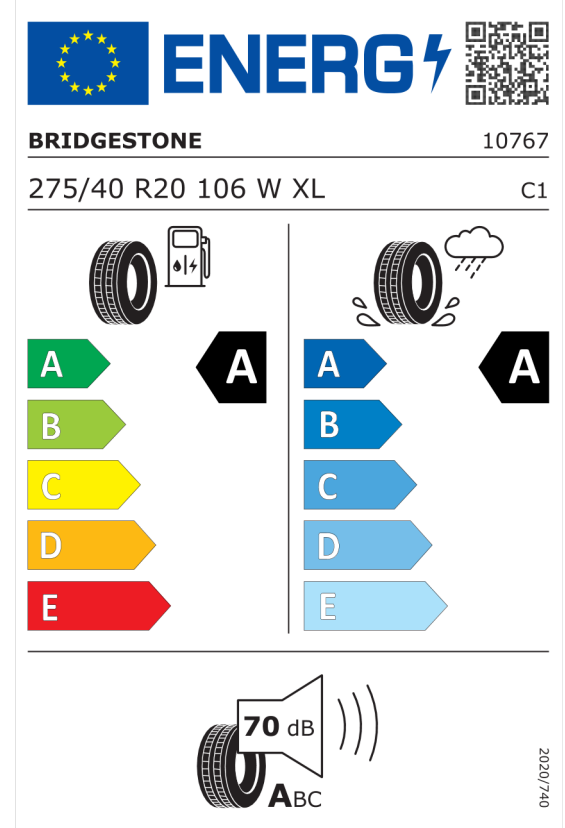 ENERG
BRIDGESTONE 10767
275/40 R20 106 W XL C1
A A
B
C
D
E
A A
B
C
D
E
70 dB
ABC
2020/740